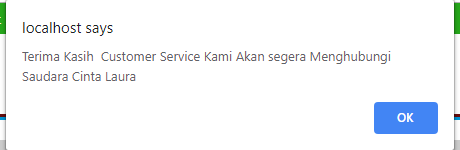 localhost says
Terima Kasih  Customer Service Kami Akan segera Menghubungi
Saudara Cinta Laura
OK